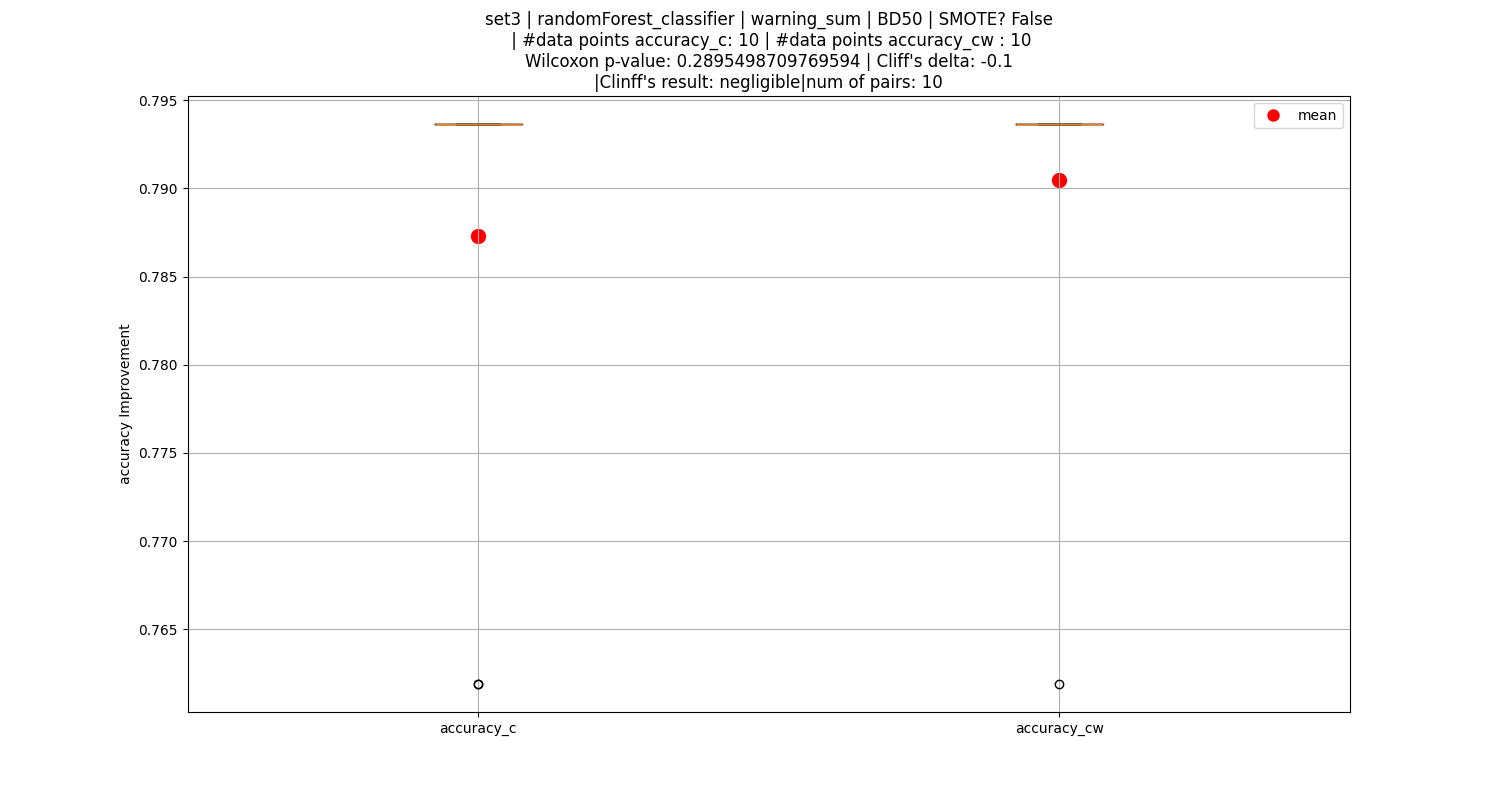 set3 | randomForest_classifier | warning_sum | BD50 | SMOTE? False
| #data points accuracy_c: 10 | #data points accuracy_cw : 10
Wilcoxon p-value: 0.2895498709769594 | Cliff's delta: -0.1
|Clinff's result: negligible|num of pairs: 10
mean
accuracy Improvement
0.795
0.790
0.785
0.780
0.775
0.770
0.765
accuracy_c
accuracy_cw